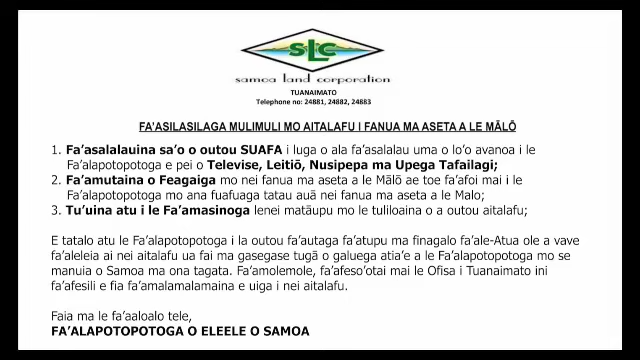 SLC
samoa land corporation
TUANAIMATO
Telephone no: 24881, 24882, 24883
FA'ASILASILAGA MULIMULI MO AITALAFU I FANUA MA ASETA A LE MĀLŌ
1. Fa'asalalauina sa'o o outou SUAFA i luga o ala fa'asalalau uma o lo'o avanoa i le
Fa'alapotopotoga e pei o Televise, Leitiō, Nusipepa ma Upega Tafailagi;
2. Fa'amutaina o Feagaiga mo nei fanua ma aseta a le Mālō ae toe fa'afoi mai i le
Fa'alapotopotoga mo ana fuafuaga tatau auā nei fanua ma aseta a le Malo;
3. Tu'uina atu i le Fa'amasinoga lenei matāupu mo le tuliloaina o a outou aitalafu;
E tatalo atu le Fa'alapotopotoga i la outou fa'autaga fa'atupu ma finagalo fa'ale-Atua ole a vave
fa'aleleia ai nei aitalafu ua fai ma gasegase tugā o galuega atia'e a le Fa'alapotopotoga mo se
manuia o Samoa ma ona tagata. Fa'amolemole, fa'afeso'otai mai le Ofisi i Tuanaimato ini
fa'afesili e fia fa'amalamalamaina e uiga i nei aitalafu.
Faia ma le fa'aaloalo tele,
FA'ALAPOTOPOTOGA O ELEELE O SAMOA